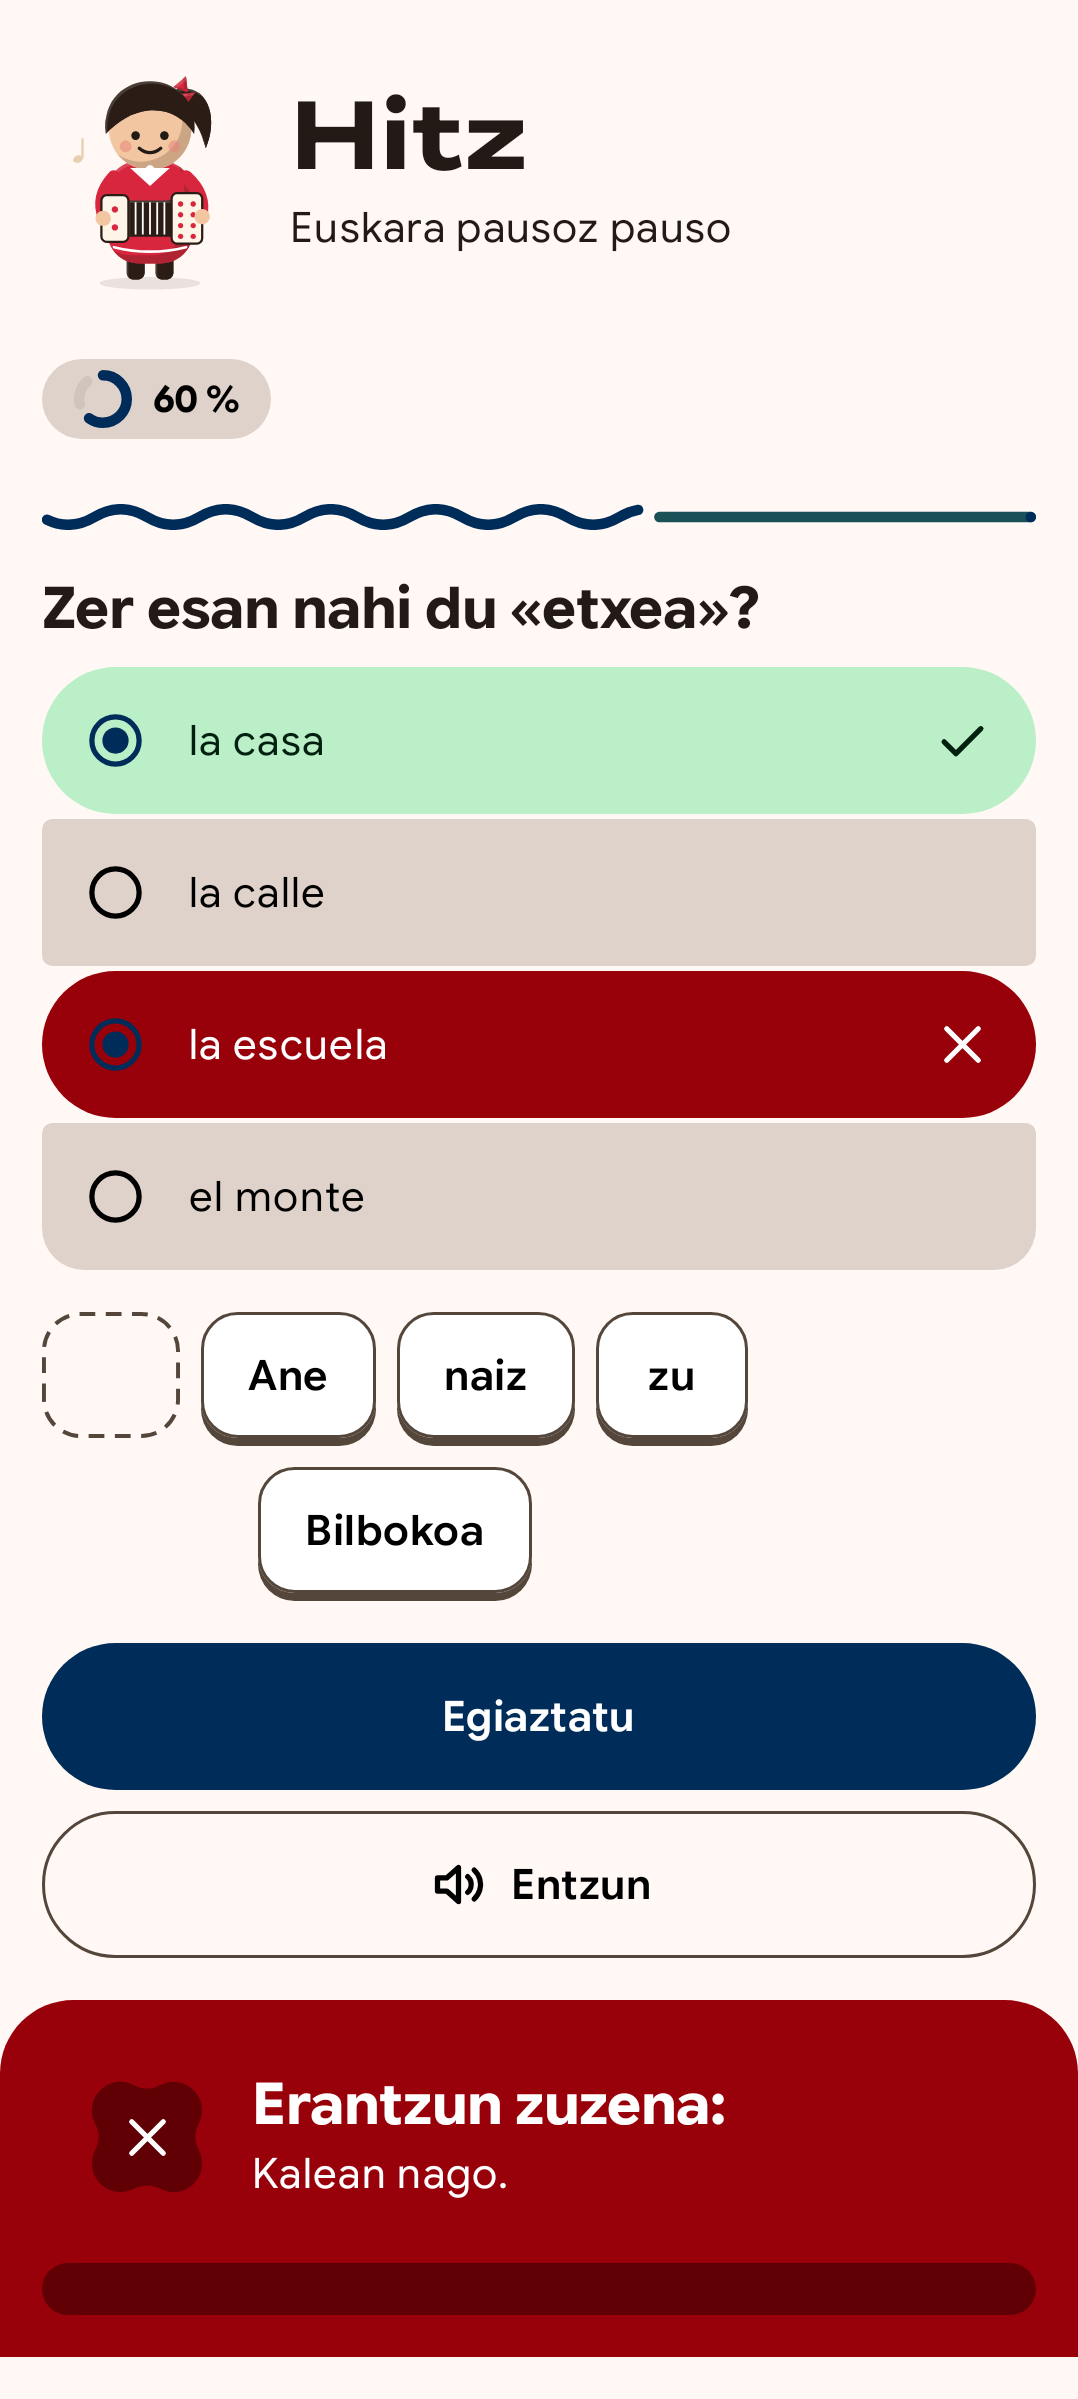 Hitz
Euskara pausoz pauso
60 %
Zer esan nahi du «etxea»?
la casa
la calle
la escuela
el monte
Ane naiz zu
Bilbokoa
Egiaztatu
Entzun
Erantzun zuzena:
Kalean nago.